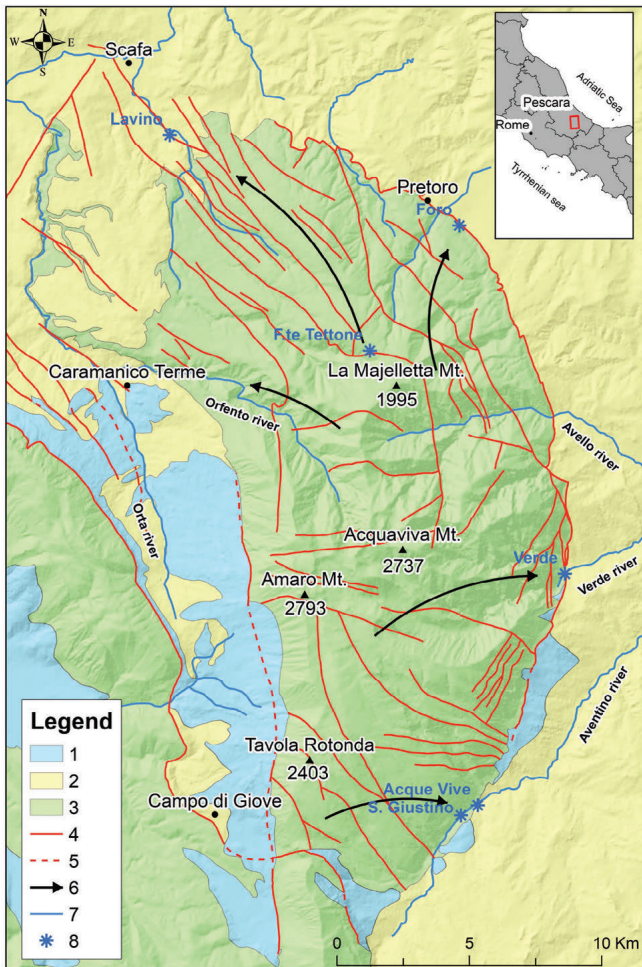 N
W E
S
Scafa
Lavino
Adriatic Sea
Pescara
Rome
Tyrrhenian sea
Pretoro
Foro
F.te Tettone
La Majelletta Mt.
1995
Caramanico Terme
Orfento river
Avello river
Orta river
Acquaviva Mt.
2737
Verde
Verde river
Amaro Mt.
2793
Aventino river
Legend
1
2
3
4
5
6
7
8
Tavola Rotonda
2403
Campo di Giove
Acque Vive
S. Giustino
0 5 10 Km